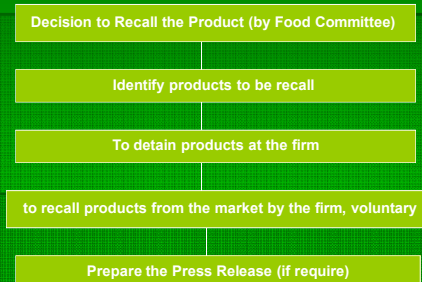 Decision to Recall the Product (by Food Committee)
Identify products to be recall
To detain products at the firm
to recall products from the market by the firm, voluntary
Prepare the Press Release (if require)